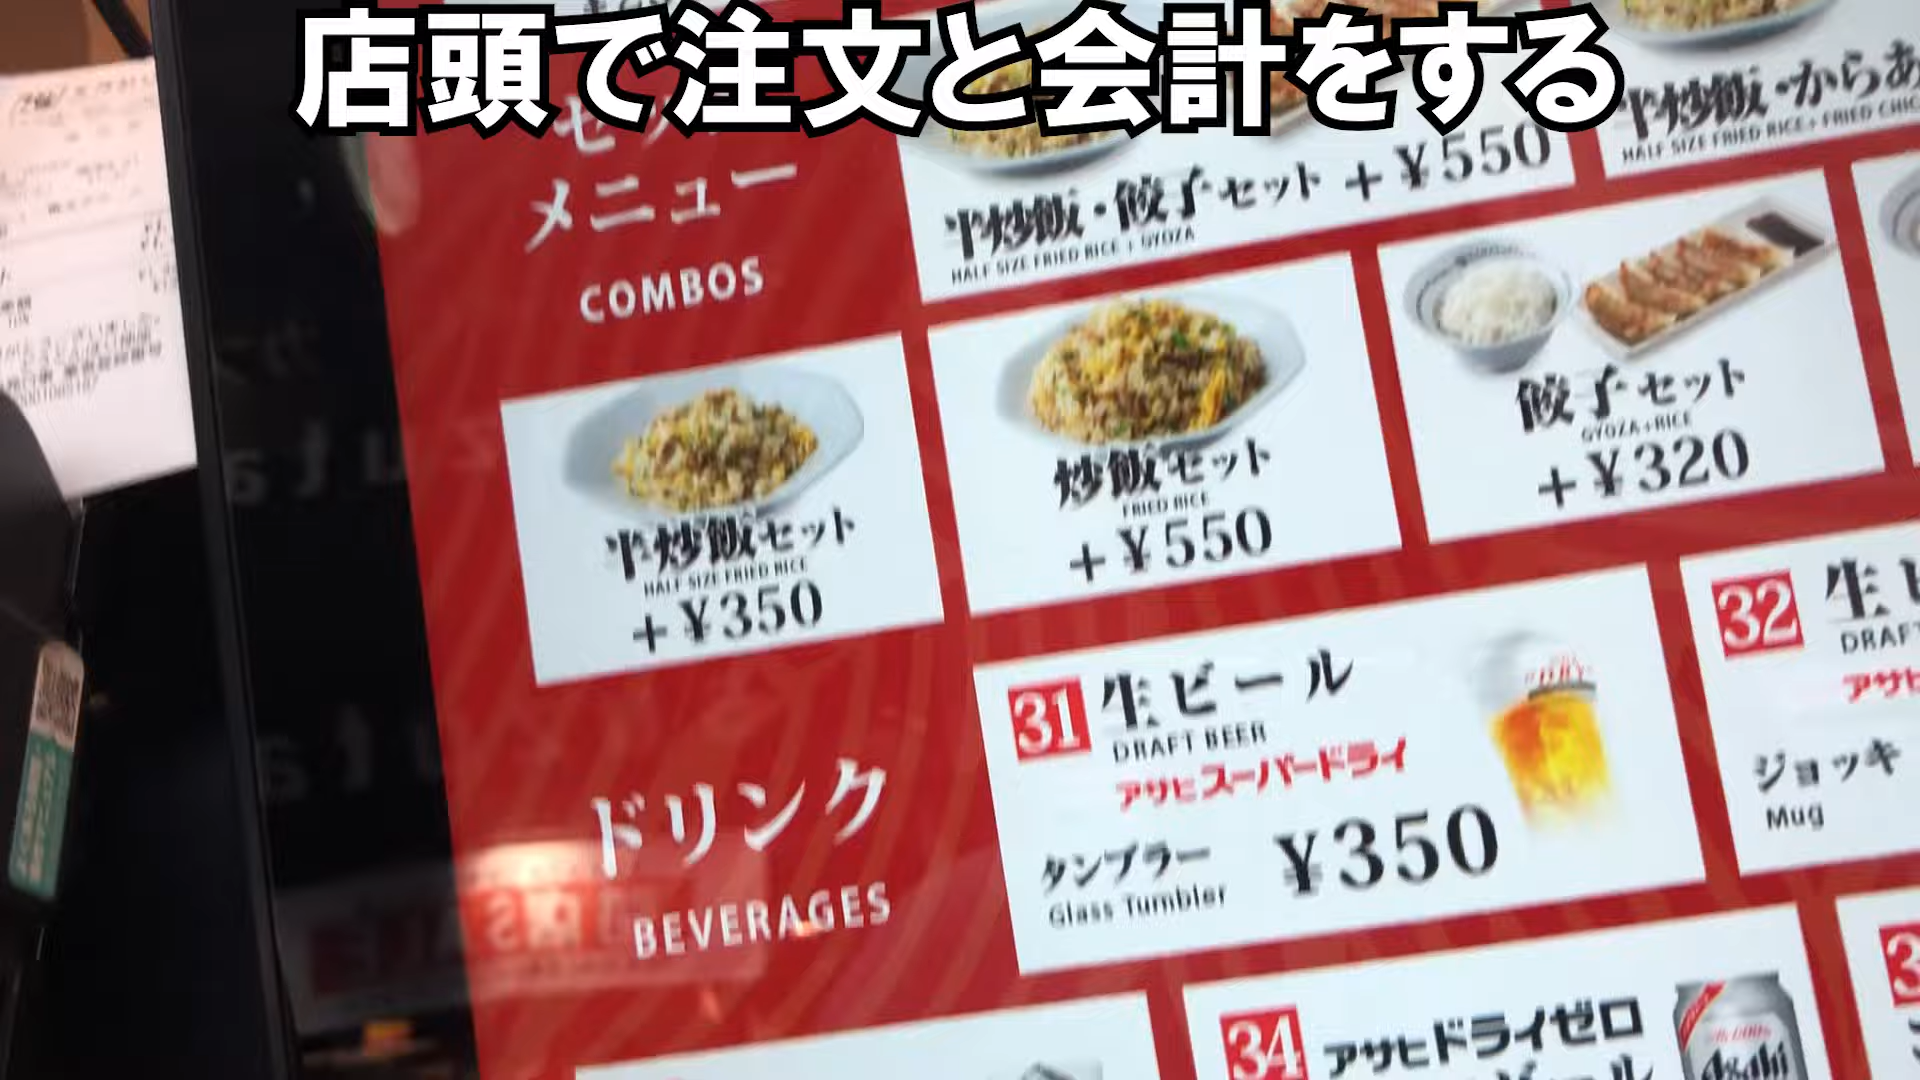 店頭で注文と会計をする
メニュー
COMBOS
半炒飯・餃子セット +¥550
HALF SIZE FRIED RICE + GYOZA
半炒飯・からあ
HALF SIZE FRIED RICE + FRIED CHIC
半炒飯セット
HALF SIZE FRIED RICE
+¥350
炒飯セット
FRIED RICE
+¥550
餃子セット
GYOZA+RICE
+¥320
ドリンク
BEVERAGES
31 生ビール
DRAFT BEER
アサヒスーパードライ
タンブラー
Glass Tumbler
¥350
32 生ビ
DRAFT
アサヒ
ジョッキ
Mug
34 アサヒドライゼロ
Asahi